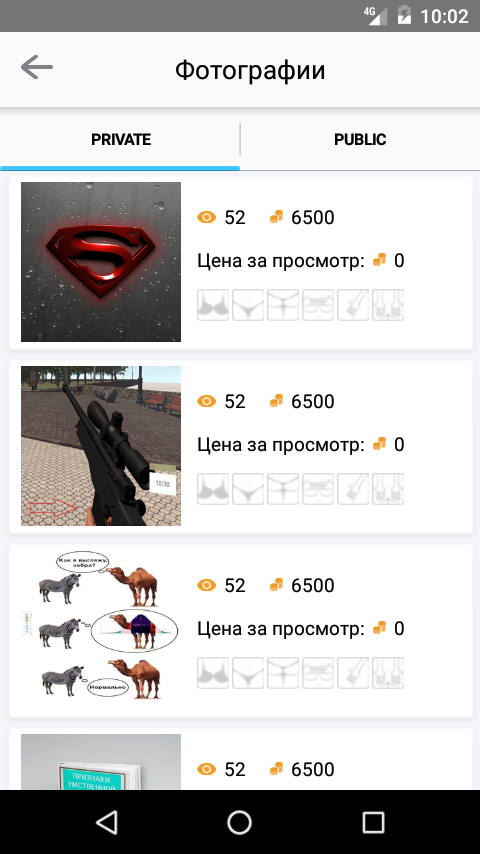 4G 10:02
Фотографии
PRIVATE PUBLIC
52 6500
Цена за просмотр: 0
52 6500
Цена за просмотр: 0
10/30
Как я выгляжу,
зебра?
Нормально
52 6500
Цена за просмотр: 0
ПРИЗНАКИ
УМСТВЕННОЙ
52 6500